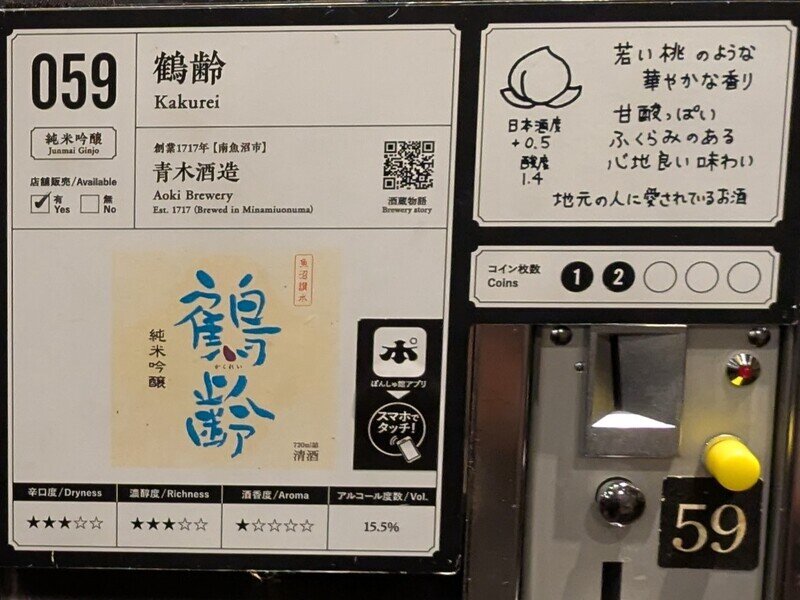 059
純米吟醸
Junmai Ginjo
店舗販売/Available
有
Yes
無
No
鶴齢
Kakurei
創業1717年【南魚沼市】
青木酒造
Aoki Brewery
Est. 1717 (Brewed in Minamiuonuma)
酒蔵物語
Brewery story
魚沼讃水
鶴齢
かくれい
純米吟醸
720ml詰
清酒
ポ
ぽんしゅ館アプリ
スマホで
タッチ!
辛口度/Dryness
★★★☆☆
濃醇度/Richness
★★★☆☆
酒香度/Aroma
★☆☆☆☆
アルコール度数/Vol.
15.5%
若い桃のような
華やかな香り
甘酸っぱい
ふくらみのある
心地良い味わい
地元の人に愛されているお酒
日本酒度
+0.5
酸度
1.4
コイン枚数
Coins
1 2
59